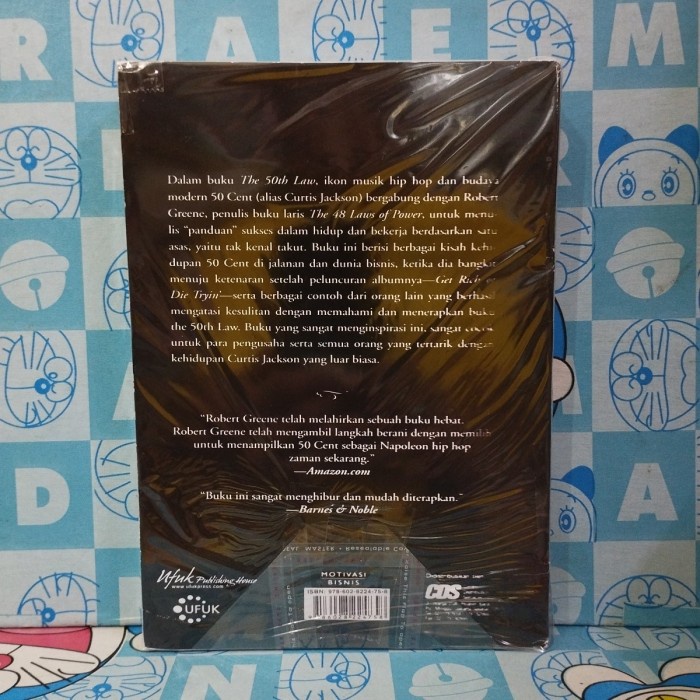 Dalam buku The 50th Law, ikon musik hip hop dan budaya
modern 50 Cent (alias Curtis Jackson) bergabung dengan Robert
Greene, penulis buku laris The 48 Laws of Power, untuk menu-
lis “panduan” sukses dalam hidup dan bekerja berdasarkan satu
asas, yaitu tak kenal takut. Buku ini berisi berbagai kisah kehi-
dupan 50 Cent di jalanan dan dunia bisnis, ketika dia bangkit
menuju ketenaran setelah peluncuran albumnya—Get Rich or
Die Tryin’—serta berbagai contoh dari orang lain yang berhasil
mengatasi kesulitan dengan memahami dan menerapkan buku
the 50th Law. Buku yang sangat menginspirasi ini, sangat cocok
untuk para pengusaha serta semua orang yang tertarik dengan
kehidupan Curtis Jackson yang luar biasa.
“Robert Greene telah melahirkan sebuah buku hebat.
Robert Greene telah mengambil langkah berani dengan memilih
untuk menampilkan 50 Cent sebagai Napoleon hip hop
zaman sekarang.”
—Amazon.com
“Buku ini sangat menghibur dan mudah diterapkan.”
—Barnes & Noble
Ufuk Publishing House
www.ufukpress.com
UFUK
MOTIVASI
BISNIS
ISBN: 978-602-8224-75-8
CDS
R A E M
D A
N O